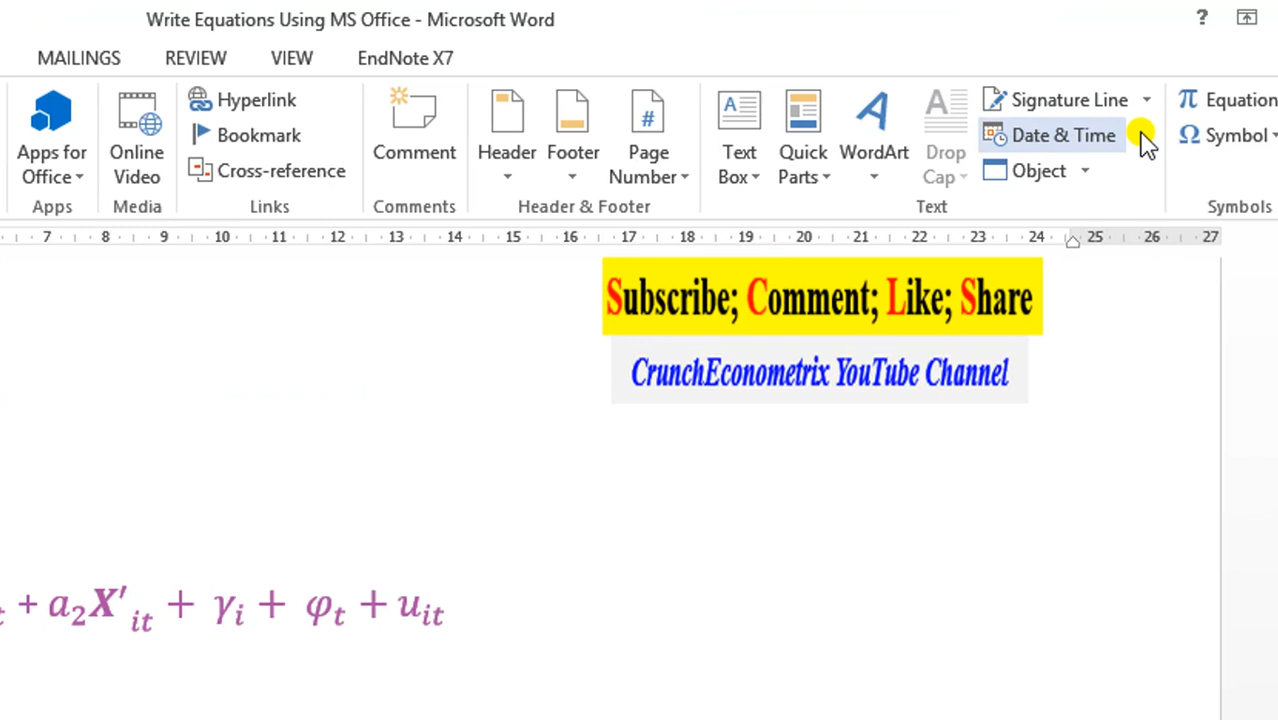 Write Equations Using MS Office - Microsoft Word
?
MAILINGS REVIEW VIEW EndNote X7
Apps for Office
Online Video
Hyperlink
Bookmark
Cross-reference
Comment
Header
Footer
# Page Number
A Text Box
Quick Parts
A WordArt
A Drop Cap
Signature Line
Date & Time
Object
π Equation
Ω Symbol
Apps Media Links Comments Header & Footer Text Symbols
7 8 9 10 11 12 13 14 15 16 17 18 19 20 21 22 23 24 25 26 27
Subscribe; Comment; Like; Share
CrunchEconometrix YouTube Channel
t + a₂X′it + γi + φt + uit